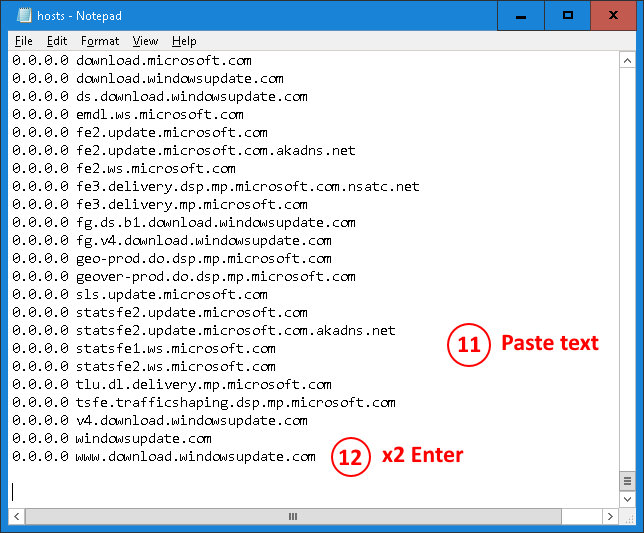 hosts - Notepad
File Edit Format View Help
0.0.0.0 download.microsoft.com
0.0.0.0 download.windowsupdate.com
0.0.0.0 ds.download.windowsupdate.com
0.0.0.0 emdl.ws.microsoft.com
0.0.0.0 fe2.update.microsoft.com
0.0.0.0 fe2.update.microsoft.com.akadns.net
0.0.0.0 fe2.ws.microsoft.com
0.0.0.0 fe3.delivery.dsp.mp.microsoft.com.nsatc.net
0.0.0.0 fe3.delivery.mp.microsoft.com
0.0.0.0 fg.ds.b1.download.windowsupdate.com
0.0.0.0 fg.v4.download.windowsupdate.com
0.0.0.0 geo-prod.do.dsp.mp.microsoft.com
0.0.0.0 geover-prod.do.dsp.mp.microsoft.com
0.0.0.0 sls.update.microsoft.com
0.0.0.0 statsfe2.update.microsoft.com
0.0.0.0 statsfe2.update.microsoft.com.akadns.net
11 Paste text
0.0.0.0 statsfe1.ws.microsoft.com
0.0.0.0 statsfe2.ws.microsoft.com
0.0.0.0 tlu.dl.delivery.mp.microsoft.com
0.0.0.0 tsfe.trafficshaping.dsp.mp.microsoft.com
0.0.0.0 v4.download.windowsupdate.com
0.0.0.0 windowsupdate.com
0.0.0.0 www.download.windowsupdate.com
12 x2 Enter